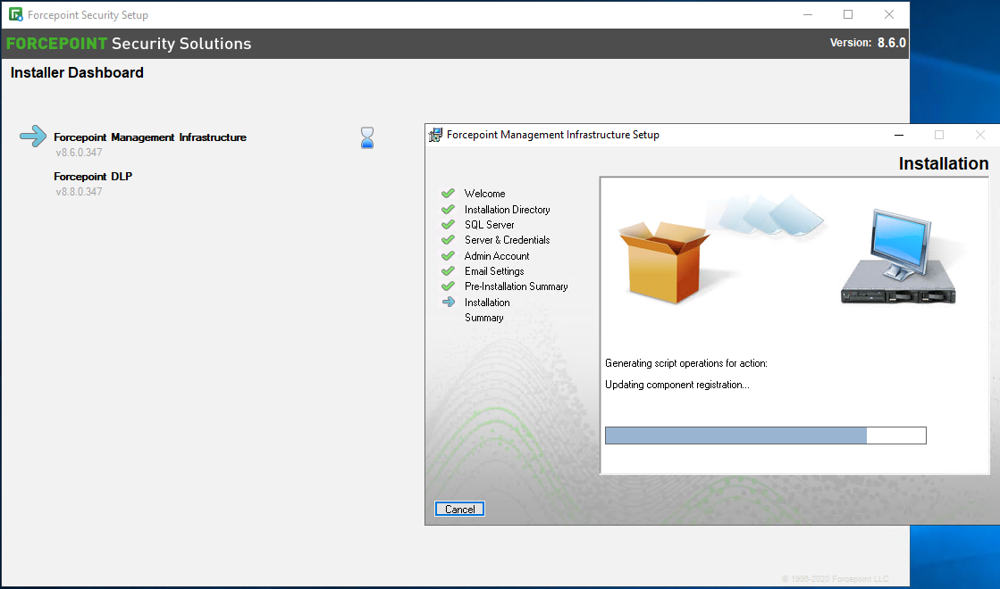 Forcepoint Security Setup
FORCEPOINT Security Solutions
Version: 8.6.0
Installer Dashboard
Forcepoint Management Infrastructure
v8.6.0.347
Forcepoint DLP
v8.8.0.347
Forcepoint Management Infrastructure Setup
Installation
Welcome
Installation Directory
SQL Server
Server & Credentials
Admin Account
Email Settings
Pre-Installation Summary
Installation
Summary
Generating script operations for action:
Updating component registration...
Cancel
© 1996-2020 Forcepoint LLC